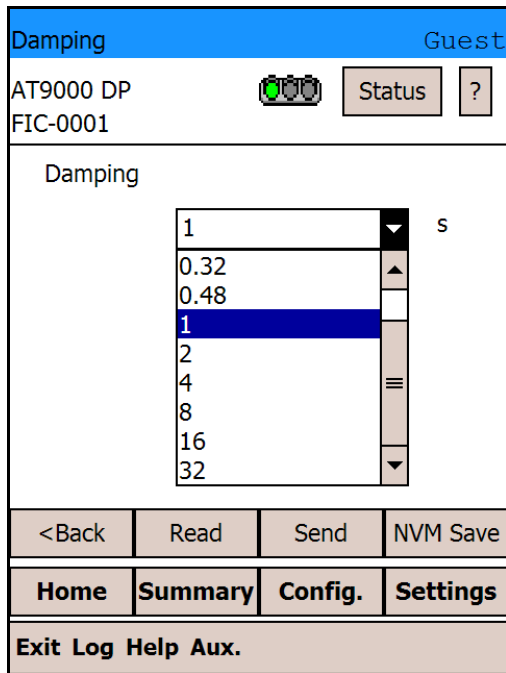 Damping Guest
AT9000 DP Status ?
FIC-0001
Damping
1 s
0.32
0.48
1
2
4
8
16
32
<Back Read Send NVM Save
Home Summary Config. Settings
Exit Log Help Aux.